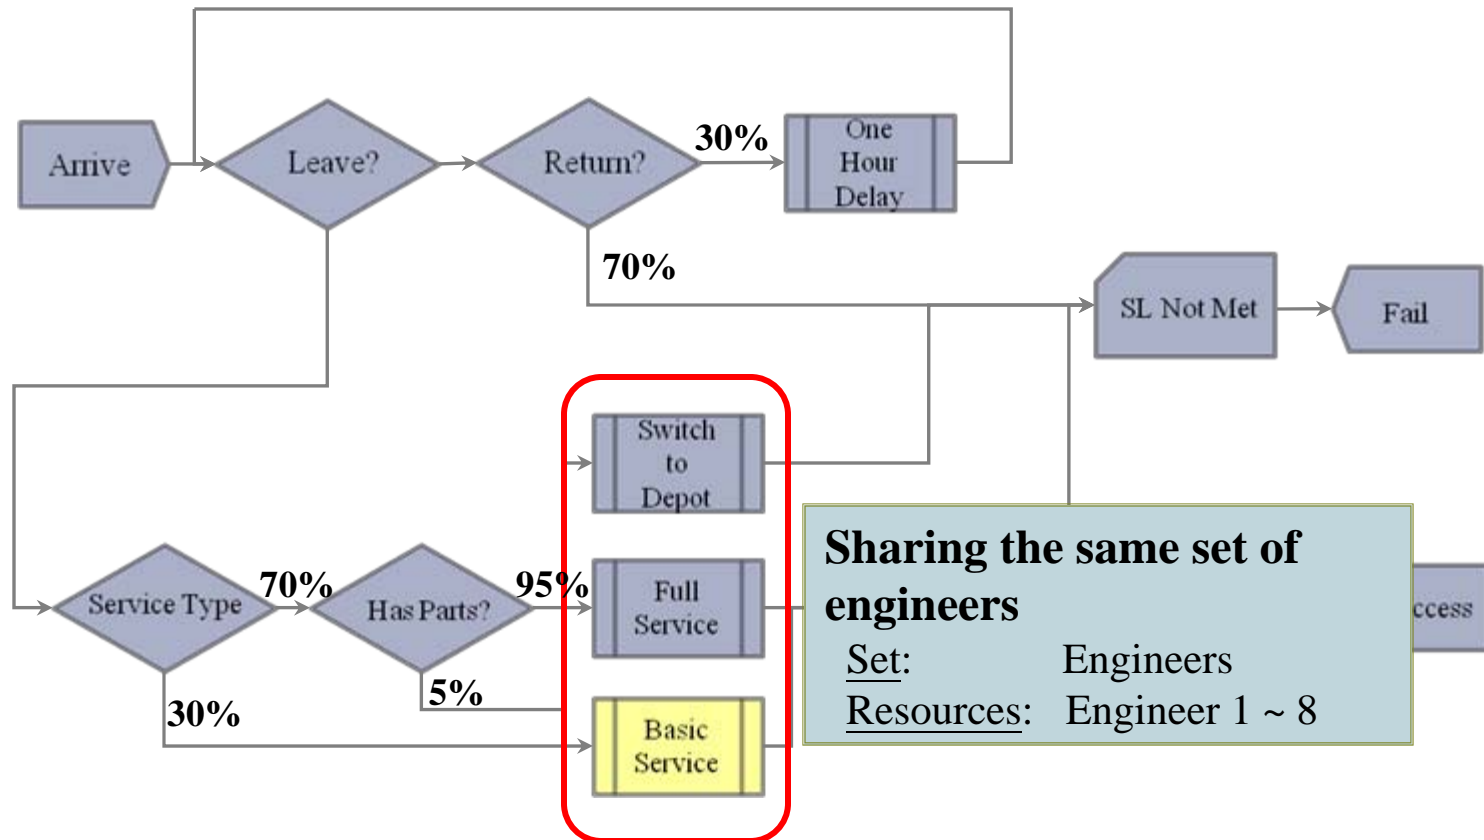 Arrive
Leave?
Return?
30%
One
Hour
Delay
70%
SL Not Met
Fail
Switch
to
Depot
Service Type
70%
Has Parts?
95%
Full
Service
5%
30%
Basic
Service
Sharing the same set of
engineers
Set: Engineers
Resources: Engineer 1 ~ 8
ccess